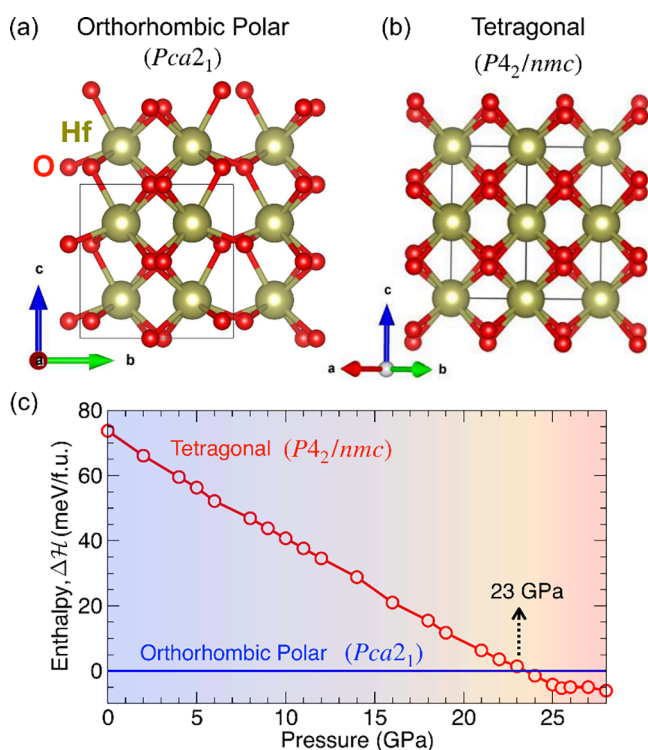 (a) Orthorhombic Polar
(Pca2₁)
Hf
O
c
a
b
(b) Tetragonal
(P4₂/nmc)
c
a
b
(c)
80
60
40
20
0
Enthalpy, Δℋ (meV/f.u.)
Tetragonal (P4₂/nmc)
23 GPa
Orthorhombic Polar (Pca2₁)
0 5 10 15 20 25
Pressure (GPa)